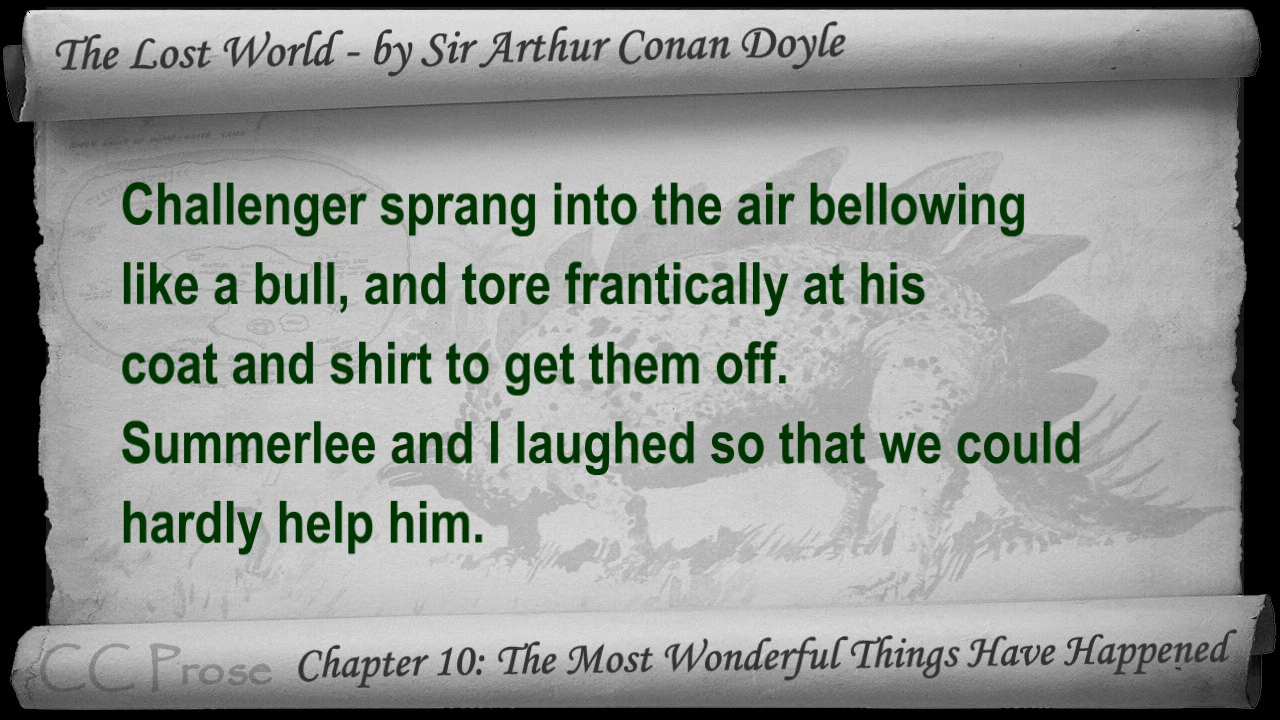 The Lost World - by Sir Arthur Conan Doyle
Challenger sprang into the air bellowing
like a bull, and tore frantically at his
coat and shirt to get them off.
Summerlee and I laughed so that we could
hardly help him.
CC Prose
Chapter 10: The Most Wonderful Things Have Happened